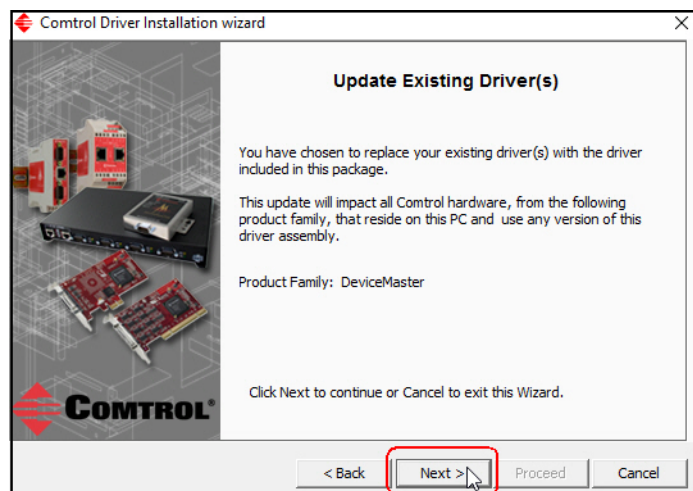 Comtrol Driver Installation wizard
Update Existing Driver(s)
You have chosen to replace your existing driver(s) with the driver
included in this package.
This update will impact all Comtrol hardware, from the following
product family, that reside on this PC and use any version of this
driver assembly.
Product Family: DeviceMaster
Click Next to continue or Cancel to exit this Wizard.
COMTROL®
< Back Next > Proceed Cancel